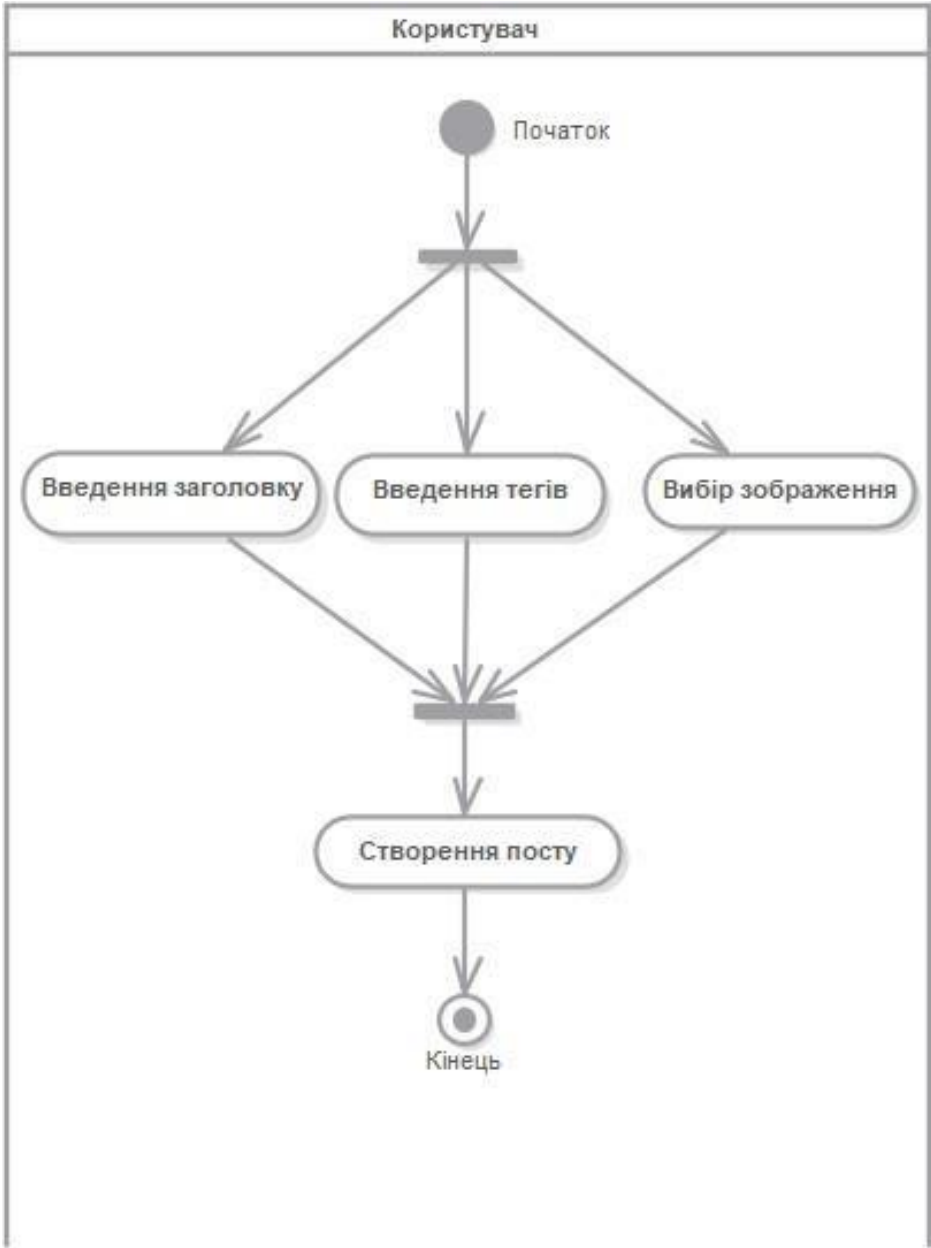 Користувач
Початок
Введення заголовку
Введення тегів
Вибір зображення
Створення посту
Кінець